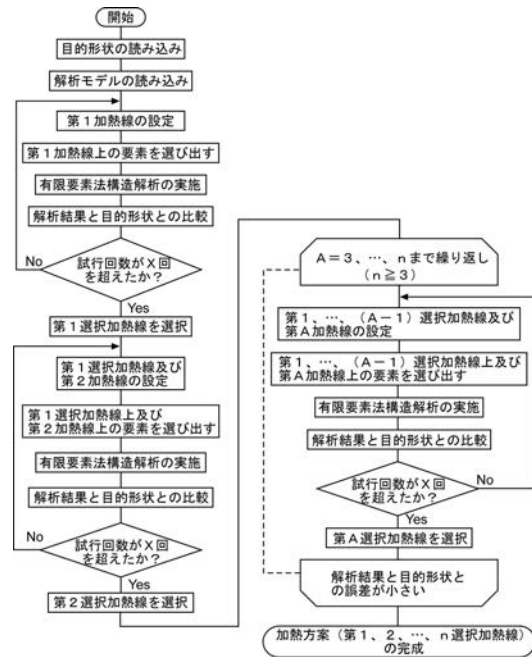 開始
目的形状の読み込み
解析モデルの読み込み
第1加熱線の設定
第1加熱線上の要素を選び出す
有限要素法構造解析の実施
解析結果と目的形状との比較
試行回数がX回
を超えたか？
No
Yes
第1選択加熱線を選択
第1選択加熱線及び
第2加熱線の設定
第1選択加熱線上及び
第2加熱線上の要素を選び出す
有限要素法構造解析の実施
解析結果と目的形状との比較
試行回数がX回
を超えたか？
No
Yes
第2選択加熱線を選択
A＝3、…、nまで繰り返し
（n≧3）
第1、…、（A－1）選択加熱線及び
第A加熱線の設定
第1、…、（A－1）選択加熱線上及び
第A加熱線上の要素を選び出す
有限要素法構造解析の実施
解析結果と目的形状との比較
試行回数がX回
を超えたか？
No
Yes
第A選択加熱線を選択
解析結果と目的形状と
の誤差が小さい
加熱方案（第1、2、…、n選択加熱線）
の完成